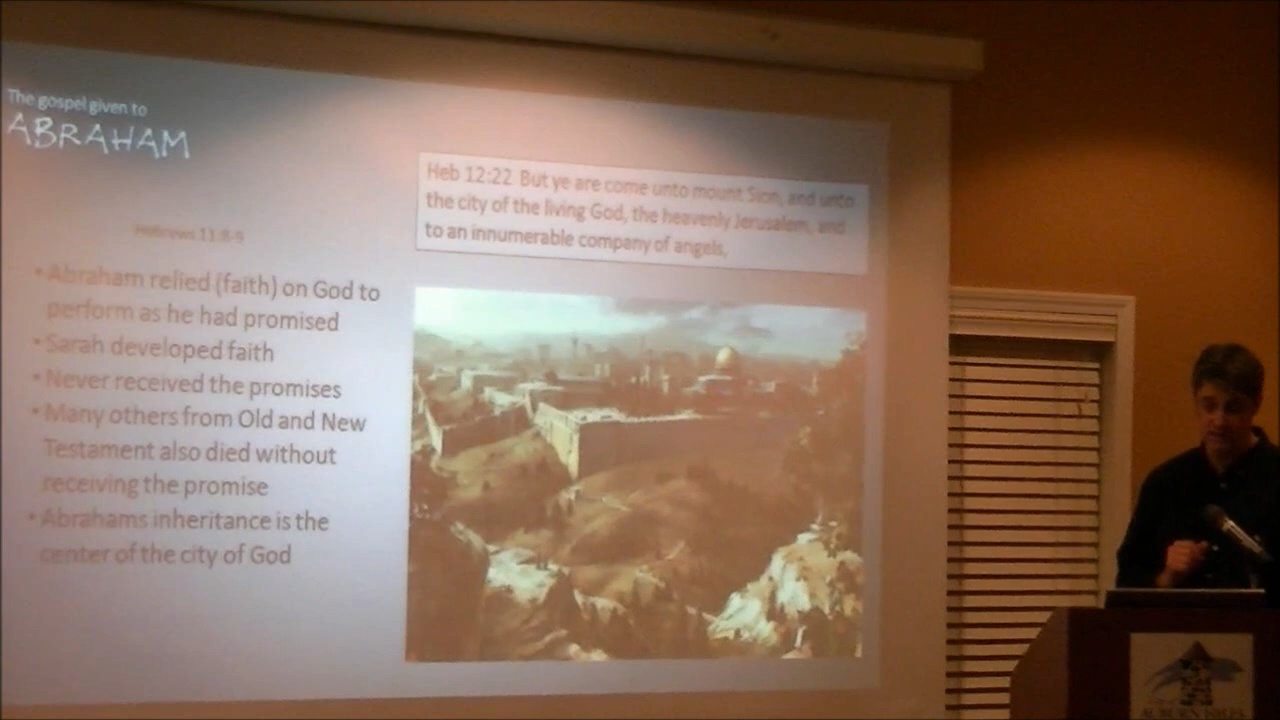 The gospel given to
ABRAHAM
Hebrews 11:8-9
• Abraham relied (faith) on God to
perform as he had promised
• Sarah developed faith
• Never received the promises
• Many others from Old and New
Testament also died without
receiving the promise
• Abrahams inheritance is the
center of the city of God
Heb 12:22 But ye are come unto mount Sion, and unto
the city of the living God, the heavenly Jerusalem, and
to an innumerable company of angels,
AUBURN HILLS